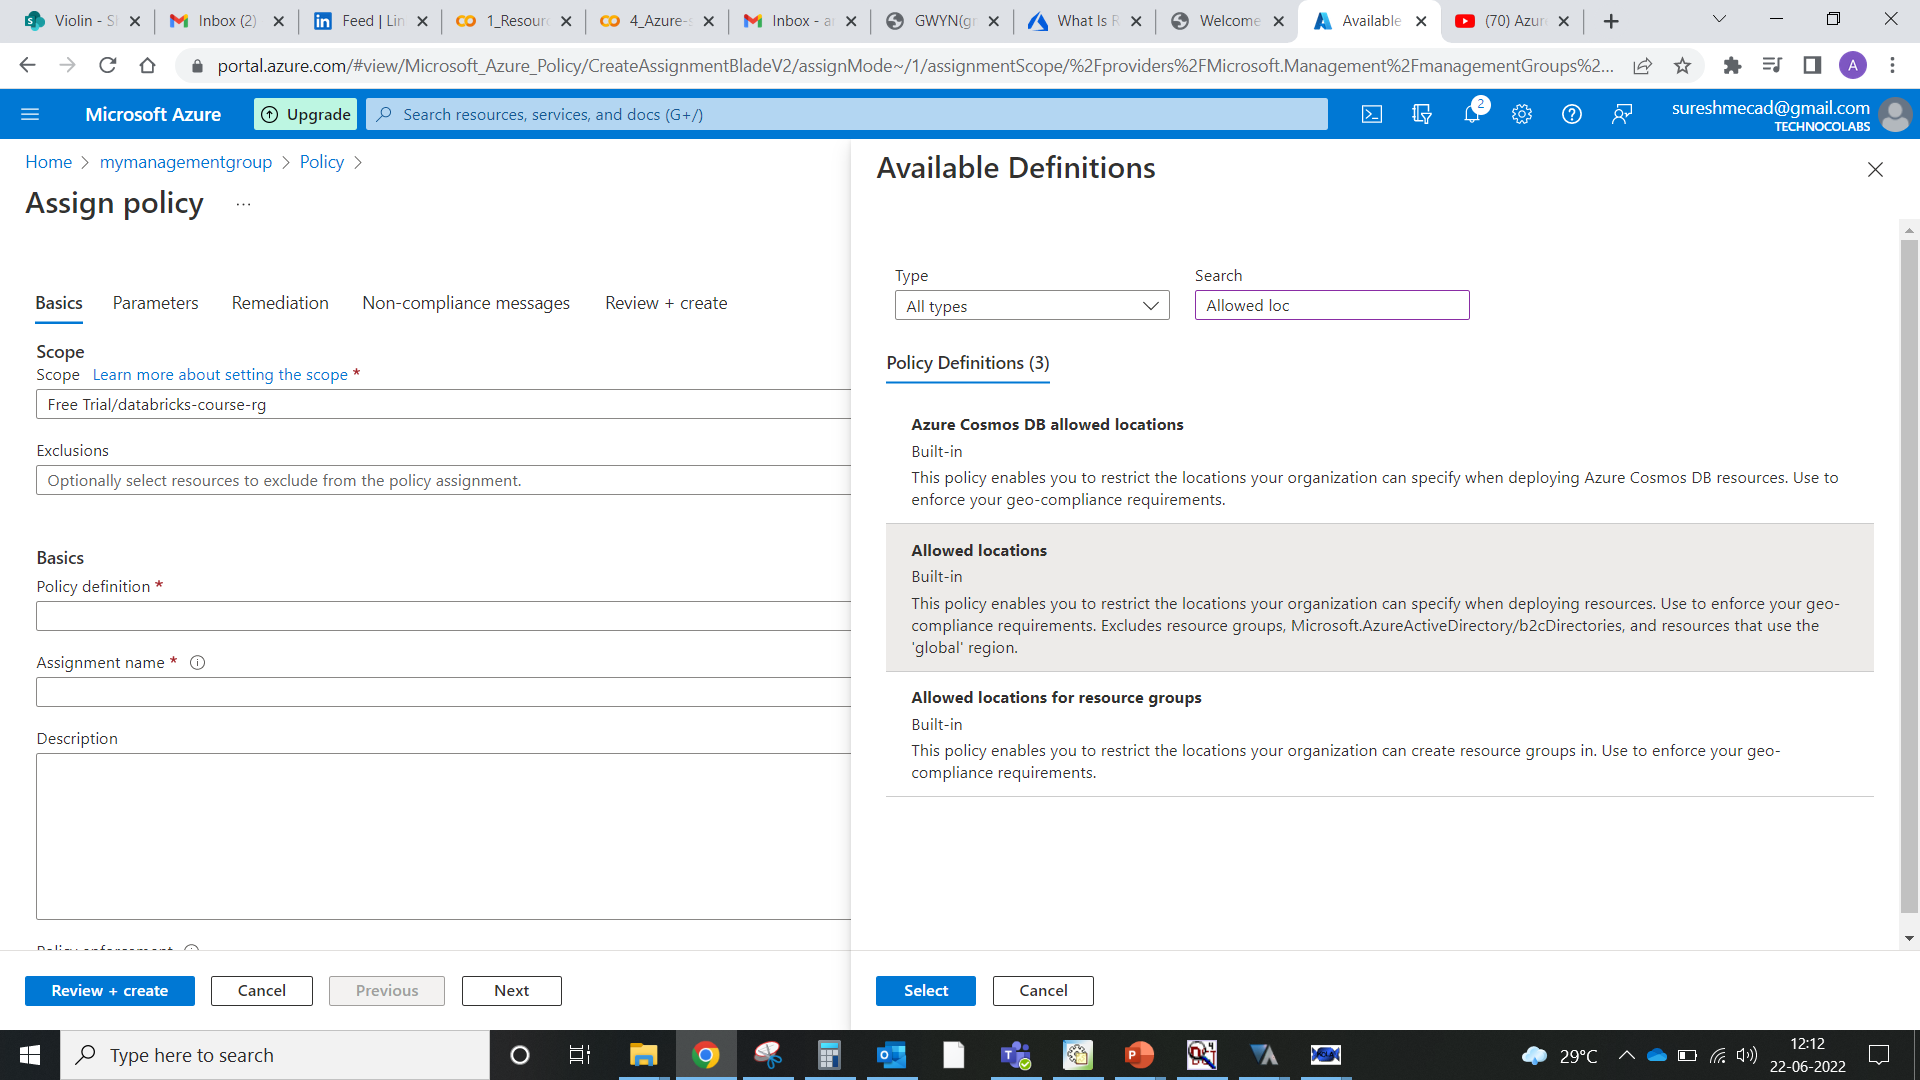 Violin - Sh
Inbox (2)
Feed | Lin
1_Resourc
4_Azure-s
Inbox - ar
GWYN(gr
What Is R
Welcome
Available
(70) Azur
portal.azure.com/#view/Microsoft_Azure_Policy/CreateAssignmentBladeV2/assignMode~/1/assignmentScope/%2Fproviders%2FMicrosoft.Management%2FmanagementGroups%2...
A
Microsoft Azure
Upgrade
Search resources, services, and docs (G+/)
2
sureshmecad@gmail.com
TECHNOCOLABS
Home > mymanagementgroup > Policy >
Assign policy ...
Basics
Parameters
Remediation
Non-compliance messages
Review + create
Scope
Scope Learn more about setting the scope *
Free Trial/databricks-course-rg
Exclusions
Optionally select resources to exclude from the policy assignment.
Basics
Policy definition *
Assignment name *
Description
Policy enforcement
Review + create
Cancel
Previous
Next
Available Definitions
Type
Search
All types
Allowed loc
Policy Definitions (3)
Azure Cosmos DB allowed locations
Built-in
This policy enables you to restrict the locations your organization can specify when deploying Azure Cosmos DB resources. Use to
enforce your geo-compliance requirements.
Allowed locations
Built-in
This policy enables you to restrict the locations your organization can specify when deploying resources. Use to enforce your geo-
compliance requirements. Excludes resource groups, Microsoft.AzureActiveDirectory/b2cDirectories, and resources that use the
'global' region.
Allowed locations for resource groups
Built-in
This policy enables you to restrict the locations your organization can create resource groups in. Use to enforce your geo-
compliance requirements.
Select
Cancel
Type here to search
29°C
12:12
22-06-2022